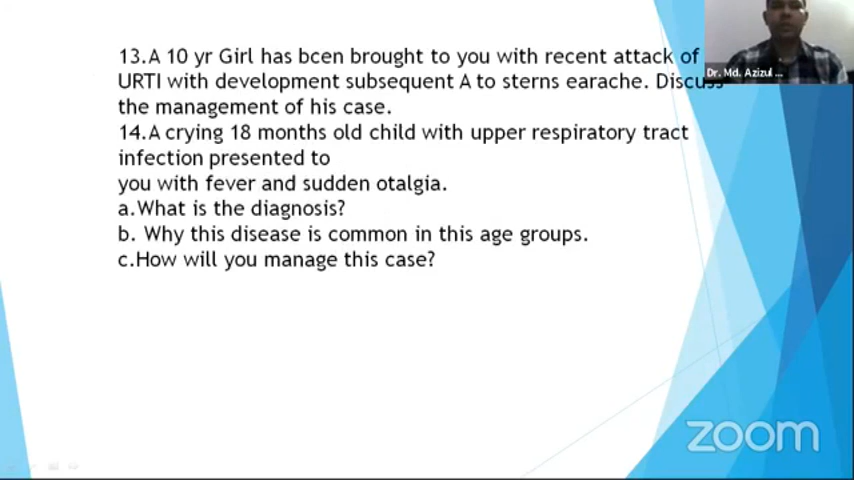 13.A 10 yr Girl has bcen brought to you with recent attack of
URTI with development subsequent A to sterns earache. Discuss
the management of his case.
14.A crying 18 months old child with upper respiratory tract
infection presented to
you with fever and sudden otalgia.
a.What is the diagnosis?
b. Why this disease is common in this age groups.
c.How will you manage this case?
Dr. Md. Azizul ...
zoom